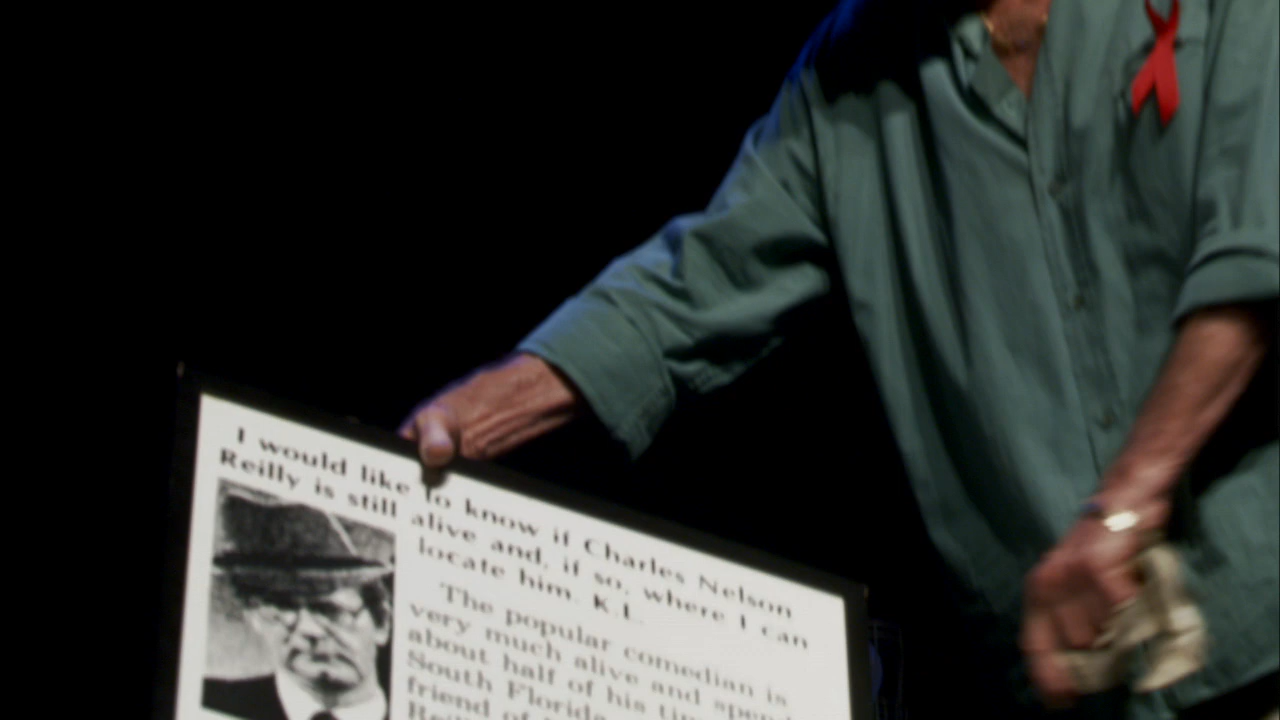 I would like to know if Charles Nelson
Reilly is still alive and, if so, where I can
locate him. K.L.
The popular comedian is
very much alive and
about half of his
South Florida
friend of